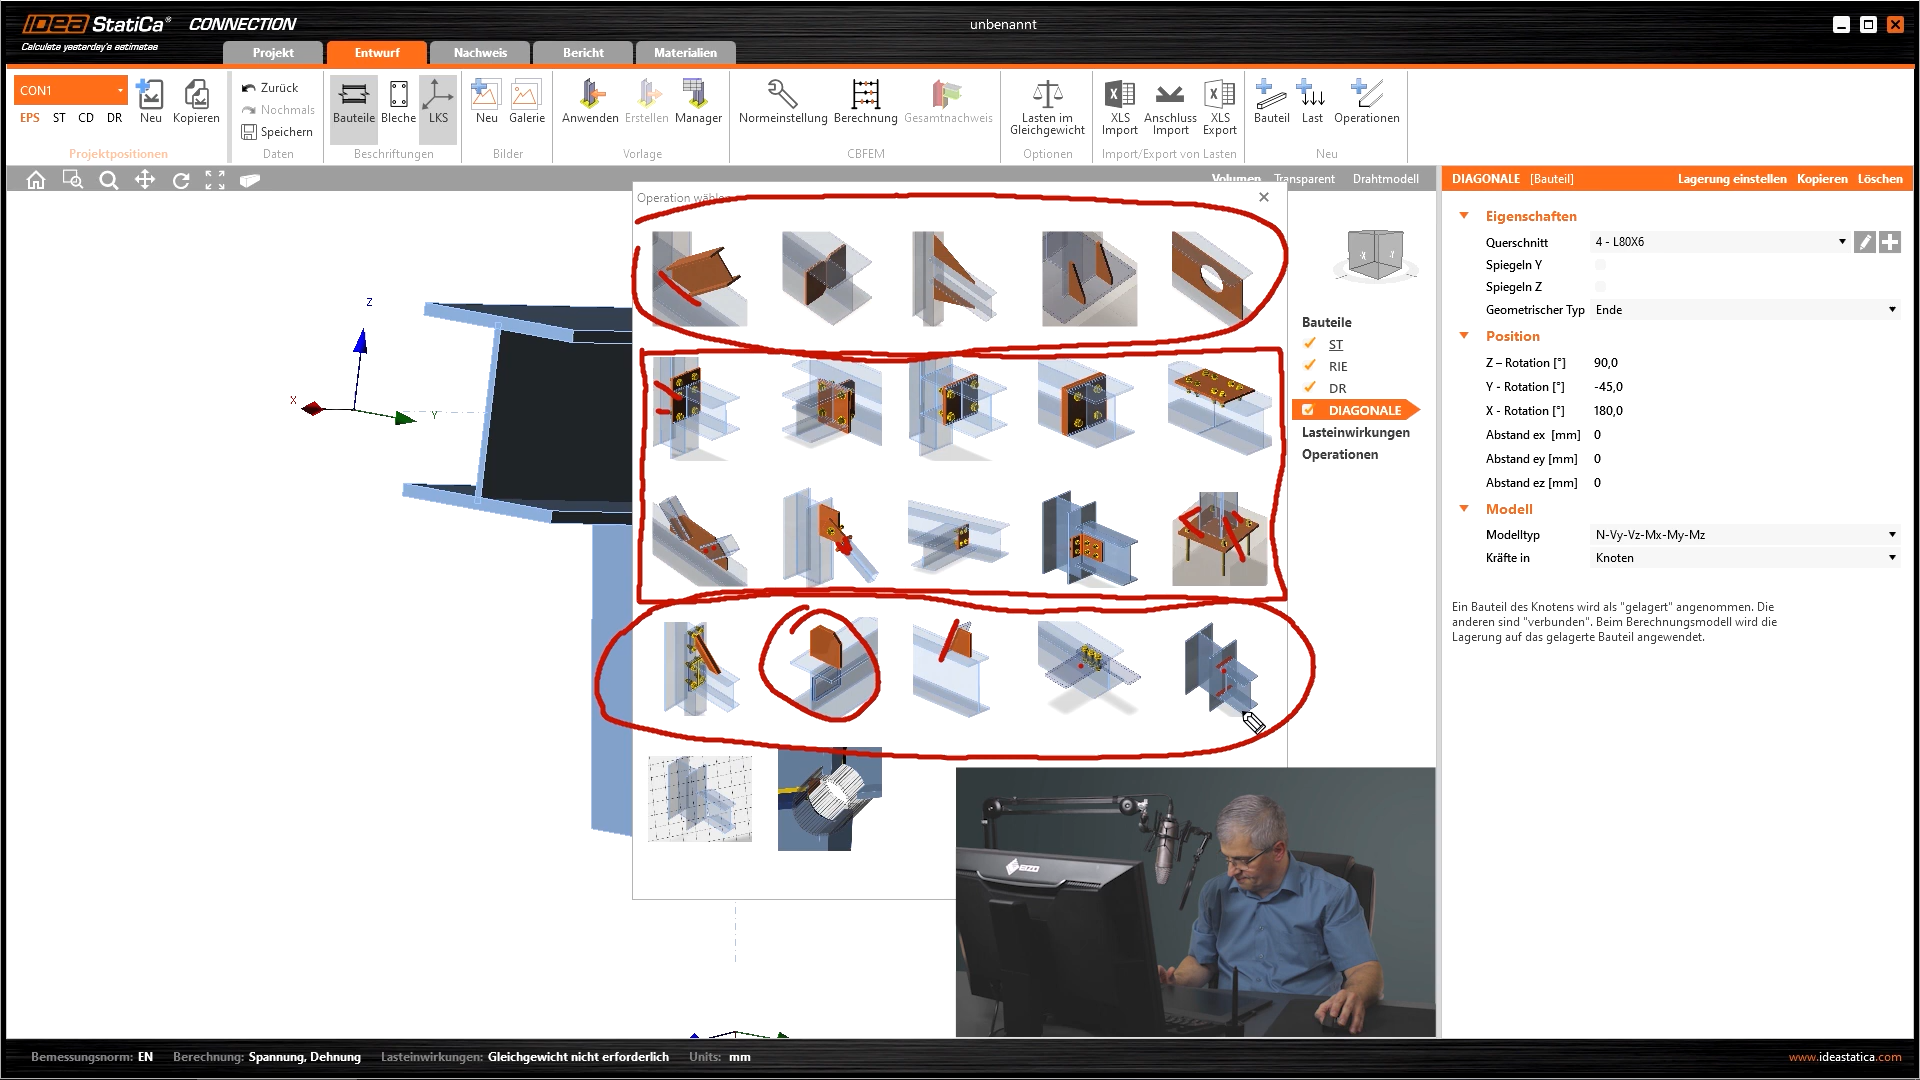 IDEA StatiCa® CONNECTION
Calculate yesterday's estimates
unbenannt
Projekt Entwurf Nachweis Bericht Materialien
CON1
EPS ST CD DR
Neu Kopieren
Projektpositionen
Zurück
Nochmals
Speichern
Daten
Bauteile Bleche LKS
Beschriftungen
Neu Galerie
Bilder
Anwenden Erstellen Manager
Vorlage
Normeinstellung Berechnung Gesamtnachweis
CBFEM
Lasten im Gleichgewicht
Optionen
XLS Import Anschluss Import XLS Export
Import/Export von Lasten
Bauteil Last Operationen
Neu
Volumen Transparent Drahtmodell
Operation wählen
Z
X
Y
-X -Y
Bauteile
ST
RIE
DR
DIAGONALE
Lasteinwirkungen
Operationen
DIAGONALE [Bauteil] Lagerung einstellen Kopieren Löschen
Eigenschaften
Querschnitt 4 - L80X6
Spiegeln Y
Spiegeln Z
Geometrischer Typ Ende
Position
Z – Rotation [°] 90,0
Y - Rotation [°] -45,0
X - Rotation [°] 180,0
Abstand ex [mm] 0
Abstand ey [mm] 0
Abstand ez [mm] 0
Modell
Modelltyp N-Vy-Vz-Mx-My-Mz
Kräfte in Knoten
Ein Bauteil des Knotens wird als "gelagert" angenommen. Die
anderen sind "verbunden". Beim Berechnungsmodell wird die
Lagerung auf das gelagerte Bauteil angewendet.
EIZO
Bemessungsnorm: EN Berechnung: Spannung, Dehnung Lasteinwirkungen: Gleichgewicht nicht erforderlich Units: mm
www.ideastatica.com